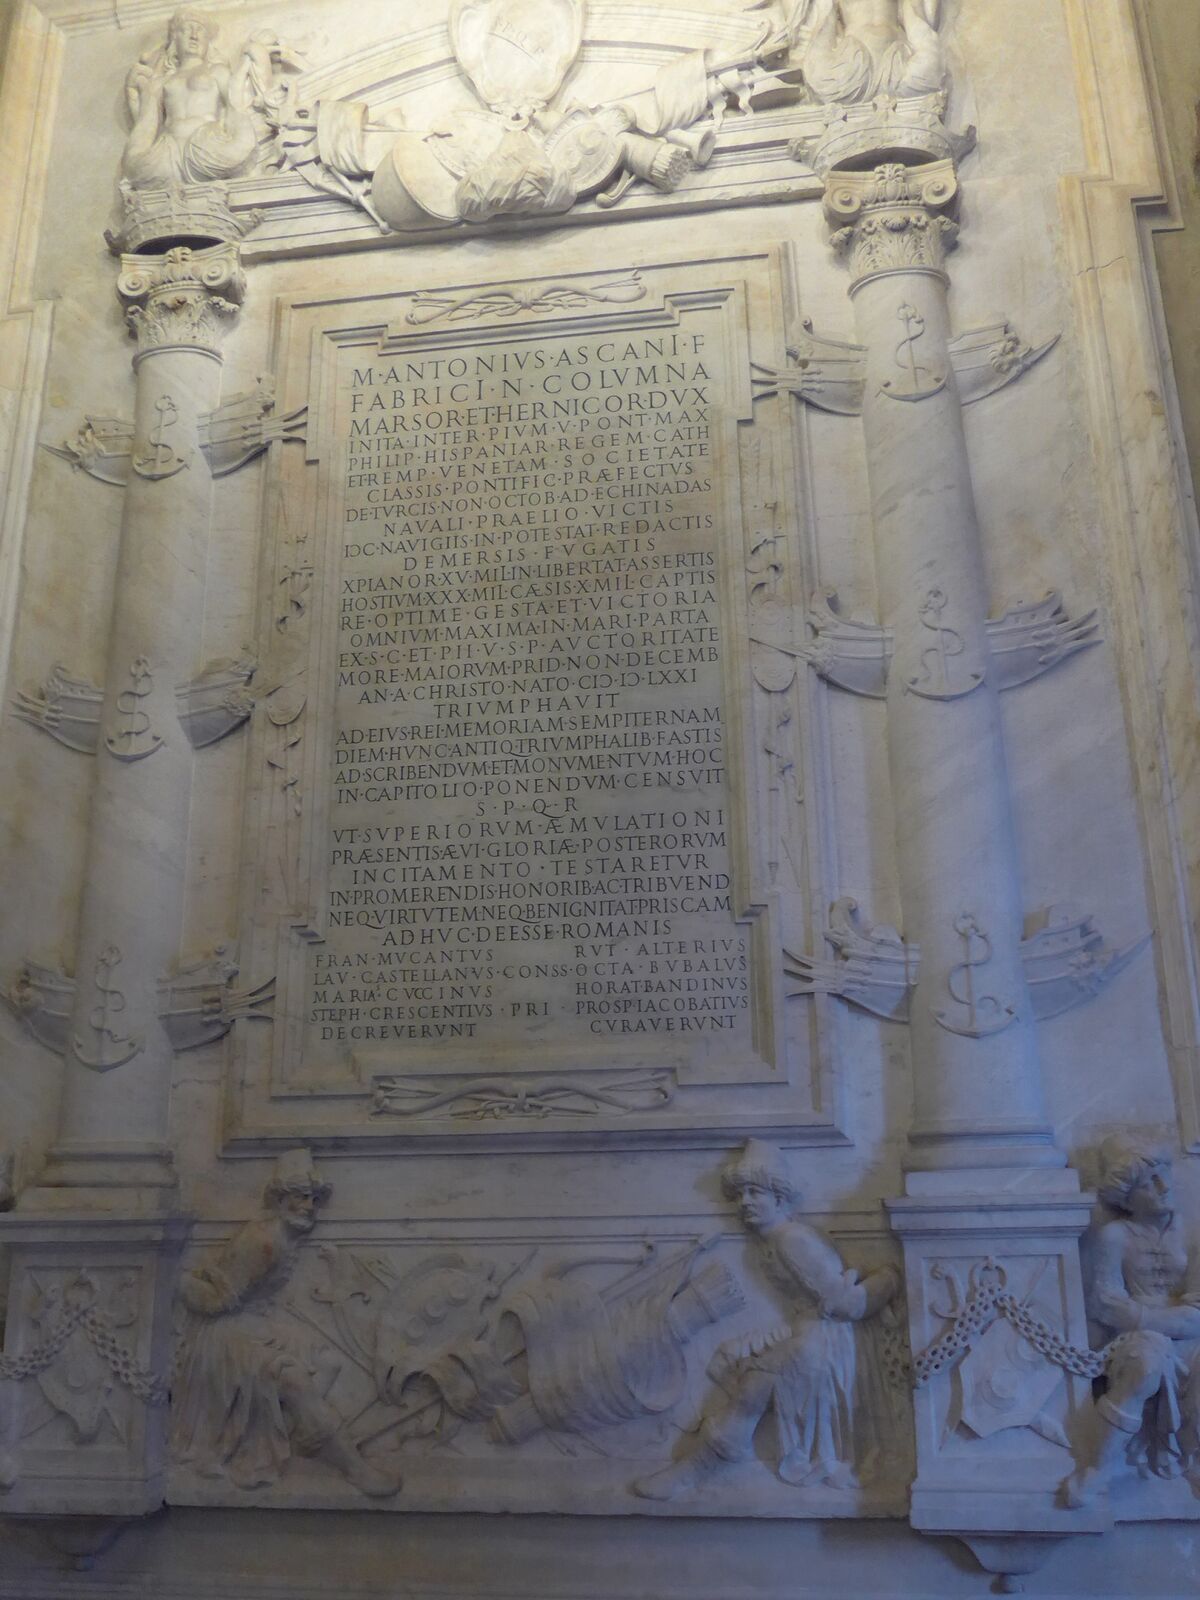 S·P·Q·R
M·ANTONIVS·ASCANI·F
FABRICI·N·COLVMNA
MARSOR·ET·HERNICOR·DVX
INITA·INTER·PIVM·V·PONT·MAX
PHILIP·HISPANIAR·REGEM·CATH
ET·REMP·VENETAM·SOCIETATE
CLASSIS·PONTIFIC·PRÆFECTVS
DE·TVRCIS·NON·OCTOB·AD·ECHINADAS
NAVALI·PRAELIO·VICTIS
IƆC·NAVIGIIS·IN·POTESTAT·REDACTIS
DEMERSIS·FVGATIS
XPIANOR·XV·MIL·IN·LIBERTAT·ASSERTIS
HOSTIVM·XXX·MIL·CÆSIS·X·MIL·CAPTIS
RE·OPTIME·GESTA·ET·VICTORIA
OMNIVM·MAXIMA·IN·MARI·PARTA
EX·S·C·ET·PII·V·S·P·AVCTORITATE
MORE·MAIORVM·PRID·NON·DECEMB
AN·A·CHRISTO·NATO·CIƆ·IƆ·LXXI
TRIVMPHAVIT
AD·EIVS·REI·MEMORIAM·SEMPITERNAM
DIEM·HVNC·ANTIQ·TRIVMPHALIB·FASTIS
AD·SCRIBENDVM·ET·MONVMENTVM·HOC
IN·CAPITOLIO·PONENDVM·CENSVIT
S·P·Q·R
VT·SVPERIORVM·ÆMVLATIONI
PRÆSENTIS·ÆVI·GLORIÆ·POSTERORVM
INCITAMENTO·TESTARETVR
IN·PROMERENDIS·HONORIB·AC·TRIBVEND
NEQ·VIRTVTEM·NEQ·BENIGNITAT·PRISCAM
ADHVC·DEESSE·ROMANIS
FRAN·MVCANTVS RVT·ALTERIVS
LAV·CASTELLANVS·CONSS·OCTA·BVBALVS
MARIA·CVCCINVS HORAT·BANDINVS
STEPH·CRESCENTIVS·PRI·PROSP·IACOBATIVS
DECREVERVNT CVRAVERVNT